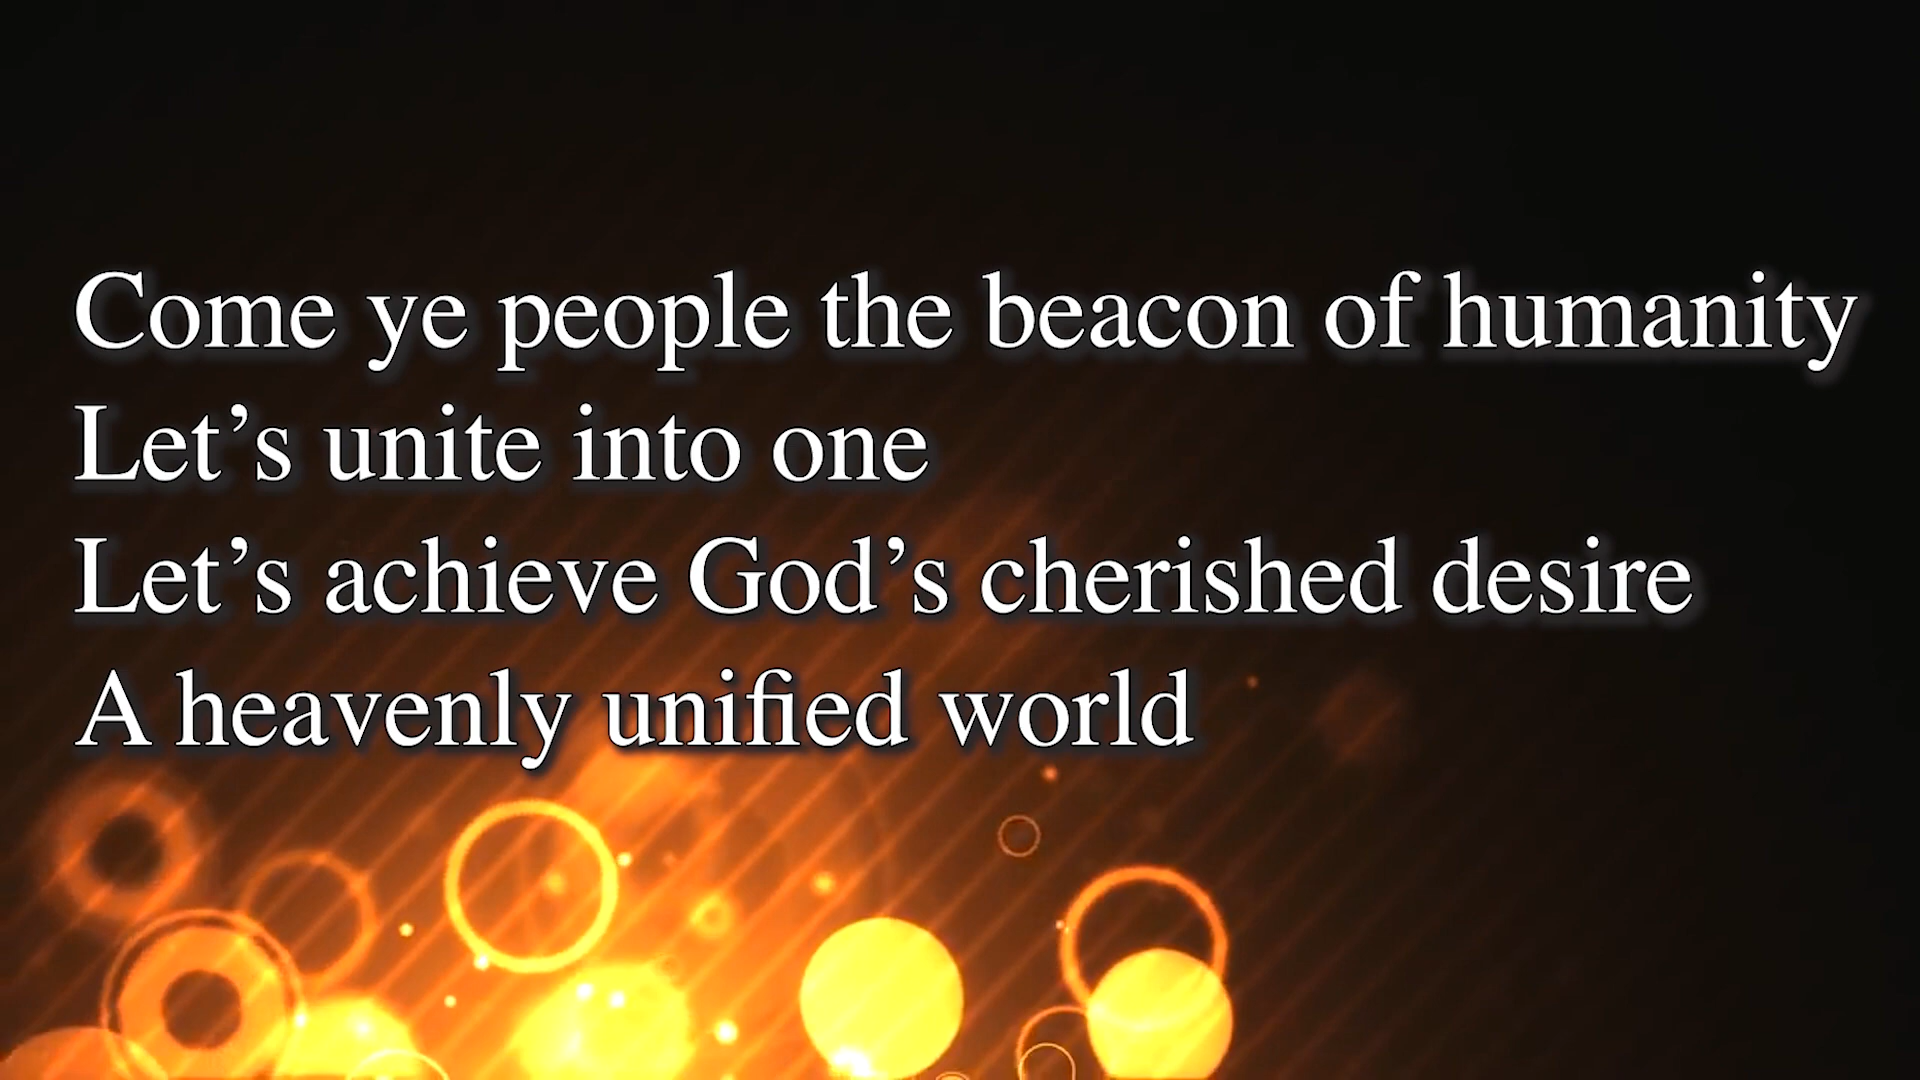 Come ye people the beacon of humanity
Let’s unite into one
Let’s achieve God’s cherished desire
A heavenly unified world